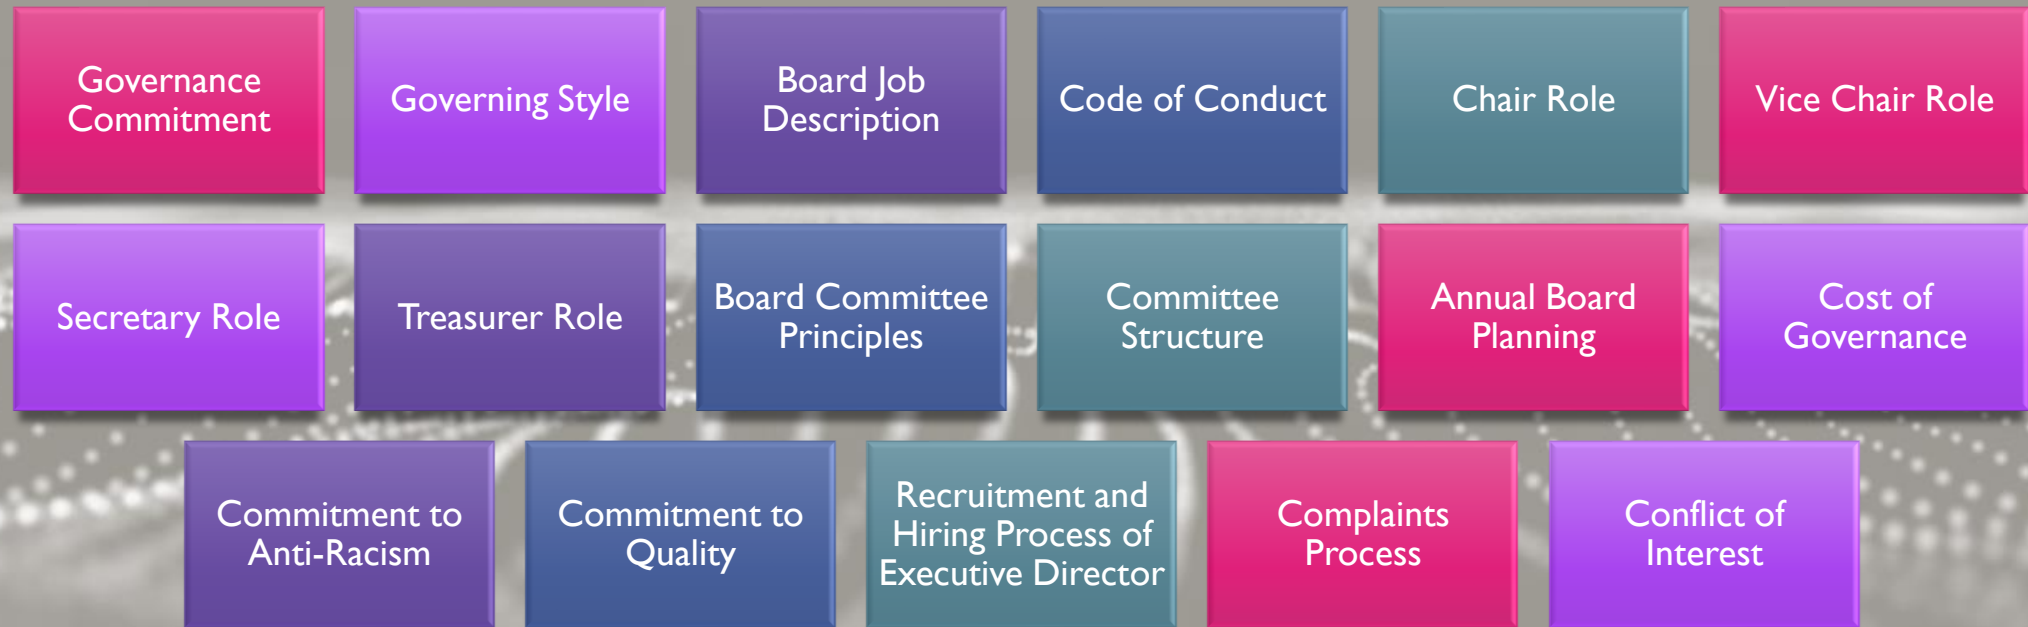 Governance
Commitment
Governing Style
Board Job
Description
Code of Conduct
Chair Role
Vice Chair Role
Secretary Role
Treasurer Role
Board Committee
Principles
Committee
Structure
Annual Board
Planning
Cost of
Governance
Commitment to
Anti-Racism
Commitment to
Quality
Recruitment and
Hiring Process of
Executive Director
Complaints
Process
Conflict of
Interest